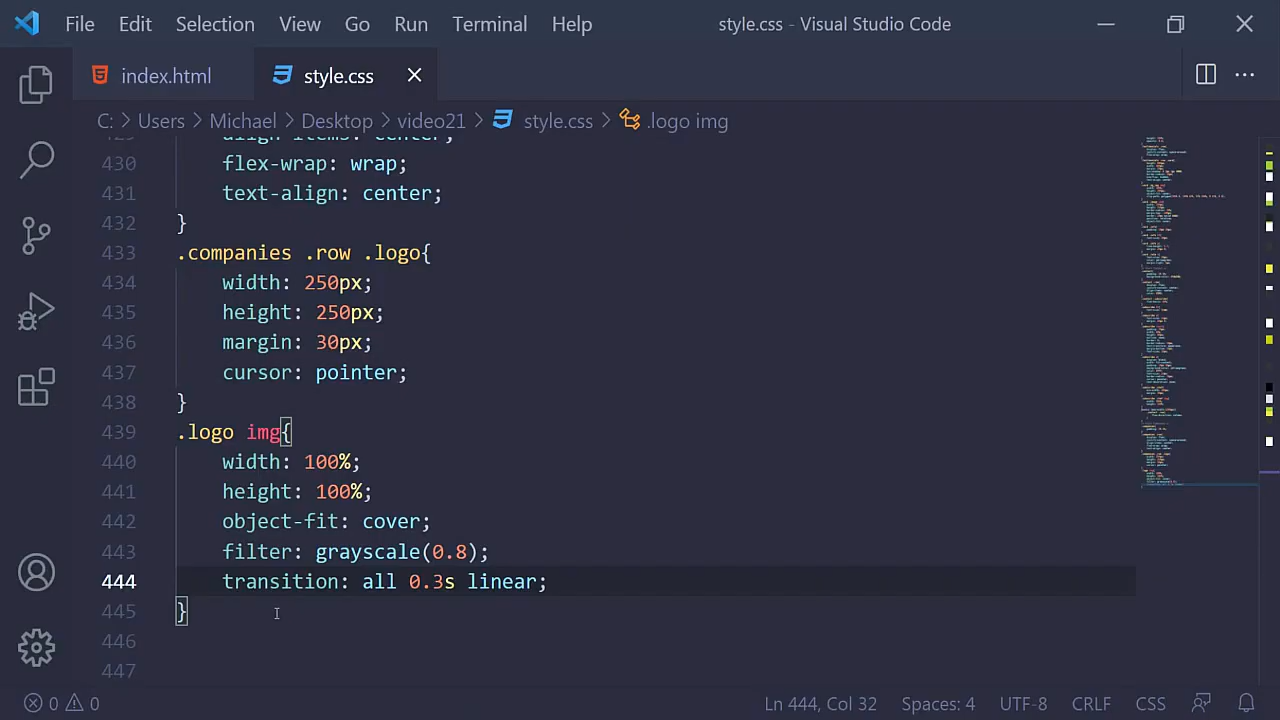 File Edit Selection View Go Run Terminal Help style.css - Visual Studio Code
index.html style.css
C: > Users > Michael > Desktop > video21 > style.css > .logo img
align-items: center;
430 flex-wrap: wrap;
431 text-align: center;
432 }
433 .companies .row .logo{
434 width: 250px;
435 height: 250px;
436 margin: 30px;
437 cursor: pointer;
438 }
439 .logo img{
440 width: 100%;
441 height: 100%;
442 object-fit: cover;
443 filter: grayscale(0.8);
444 transition: all 0.3s linear;
445 }
446
447
0 0 Ln 444, Col 32 Spaces: 4 UTF-8 CRLF CSS